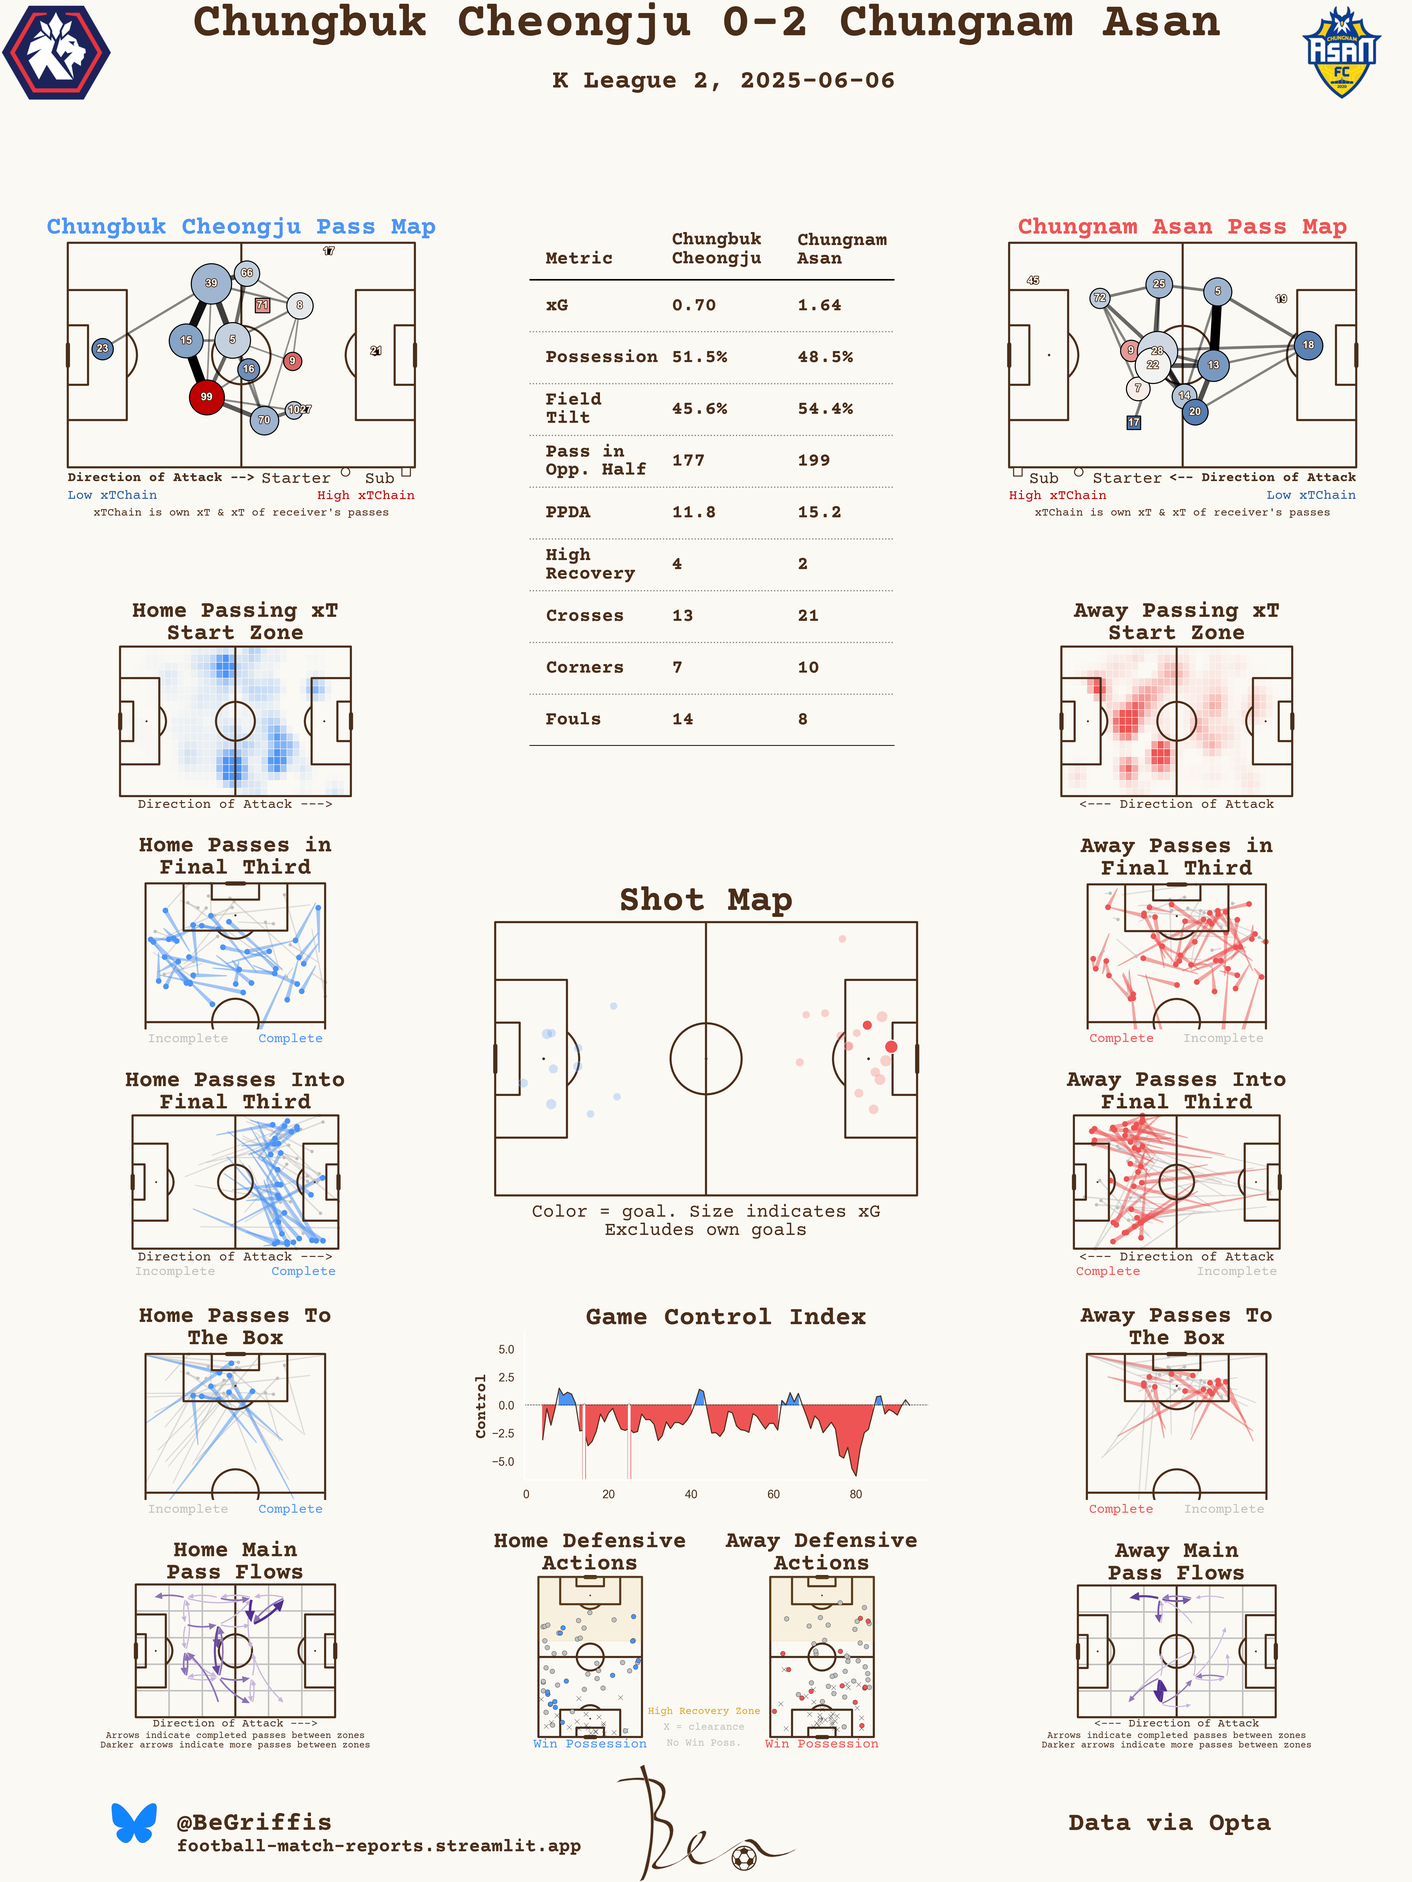 Chungbuk Cheongju 0-2 Chungnam Asan
K League 2, 2025-06-06
CHUNGNAM
ASAN
FC
2020
Chungbuk Cheongju Pass Map
17
39
66
71
8
15
5
23
21
16
9
99
10
27
70
Direction of Attack --> Starter Sub
Low xTChain High xTChain
xTChain is own xT & xT of receiver's passes
Metric Chungbuk Cheongju Chungnam Asan
xG 0.70 1.64
Possession 51.5% 48.5%
Field Tilt 45.6% 54.4%
Pass in Opp. Half 177 199
PPDA 11.8 15.2
High Recovery 4 2
Crosses 13 21
Corners 7 10
Fouls 14 8
Chungnam Asan Pass Map
45
25
72
5
19
9
28
18
22
13
7
14
20
17
Sub Starter <-- Direction of Attack
High xTChain Low xTChain
xTChain is own xT & xT of receiver's passes
Home Passing xT
Start Zone
Direction of Attack --->
Away Passing xT
Start Zone
<--- Direction of Attack
Home Passes in
Final Third
Incomplete Complete
Away Passes in
Final Third
Complete Incomplete
Shot Map
Color = goal. Size indicates xG
Excludes own goals
Home Passes Into
Final Third
Direction of Attack --->
Incomplete Complete
Away Passes Into
Final Third
<--- Direction of Attack
Complete Incomplete
Game Control Index
Control
5.0
2.5
0.0
−2.5
−5.0
0 20 40 60 80
Home Passes To
The Box
Incomplete Complete
Away Passes To
The Box
Complete Incomplete
Home Main
Pass Flows
Direction of Attack --->
Arrows indicate completed passes between zones
Darker arrows indicate more passes between zones
Home Defensive
Actions
Win Possession
High Recovery Zone
X = clearance
No Win Poss.
Away Defensive
Actions
Win Possession
Away Main
Pass Flows
<--- Direction of Attack
Arrows indicate completed passes between zones
Darker arrows indicate more passes between zones
@BeGriffis
football-match-reports.streamlit.app
Ben
Data via Opta